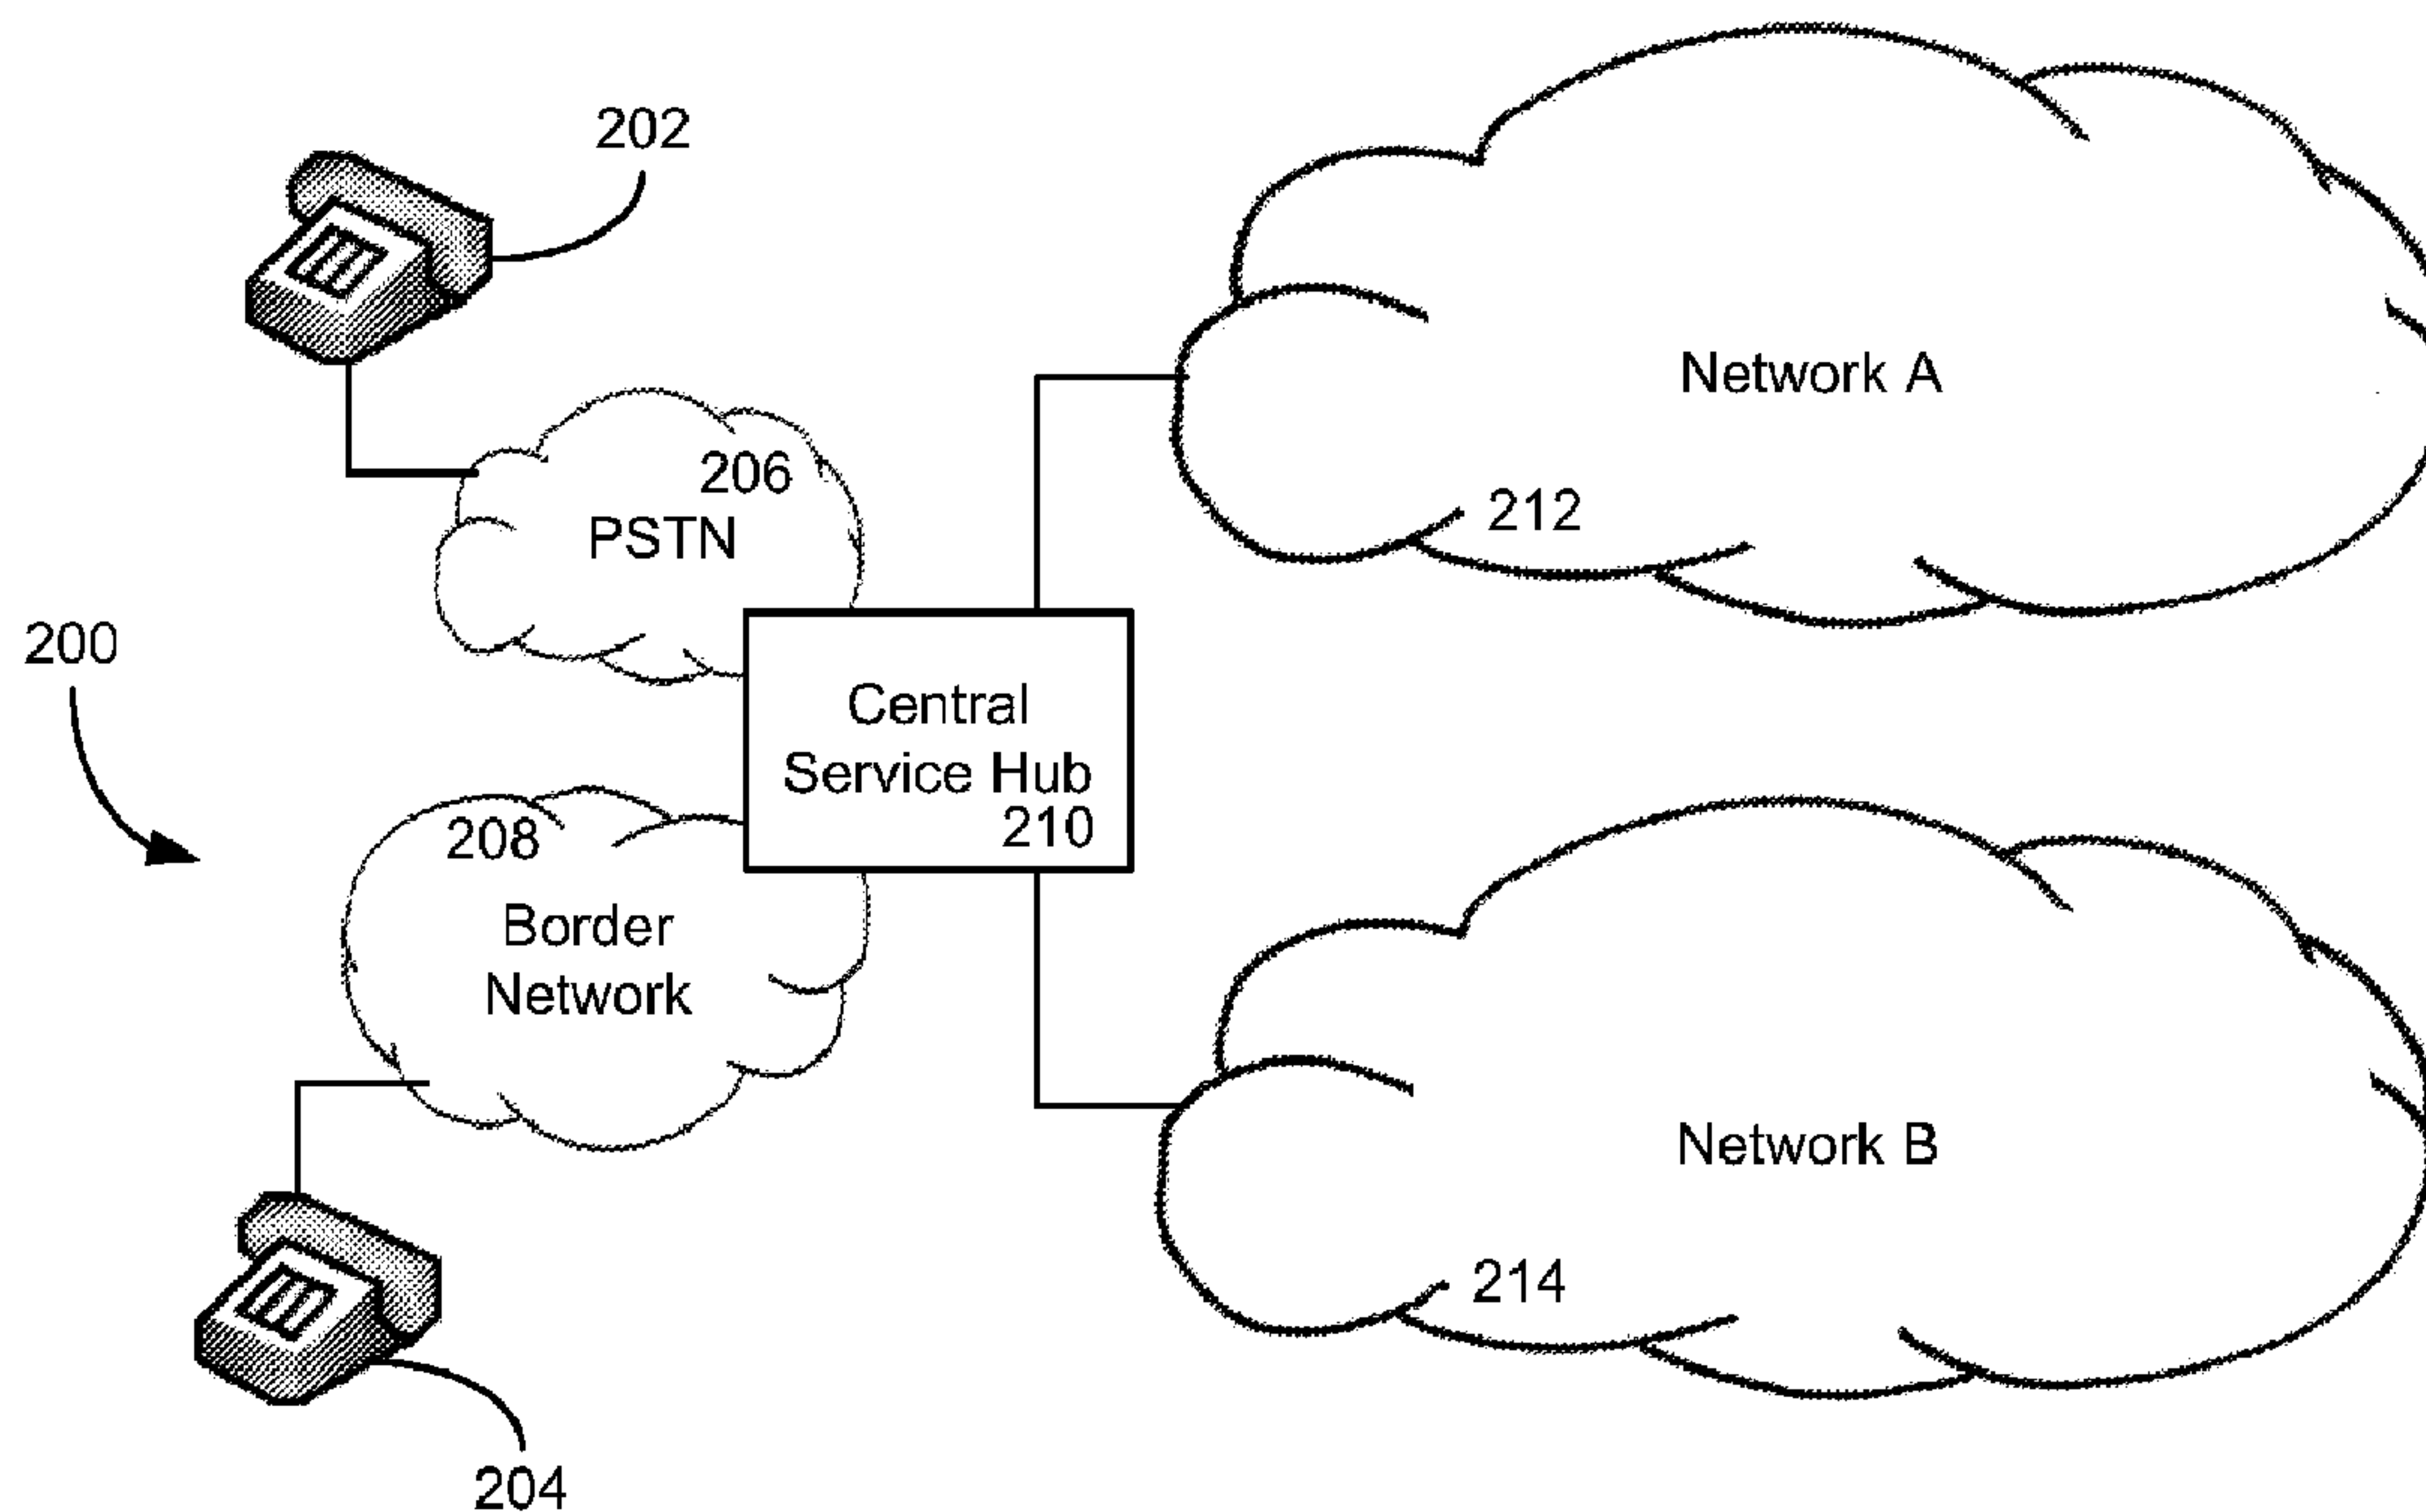 202
206
PSTN
Network A
212
200
Central
Service Hub
210
208
Border
Network
Network B
214
204